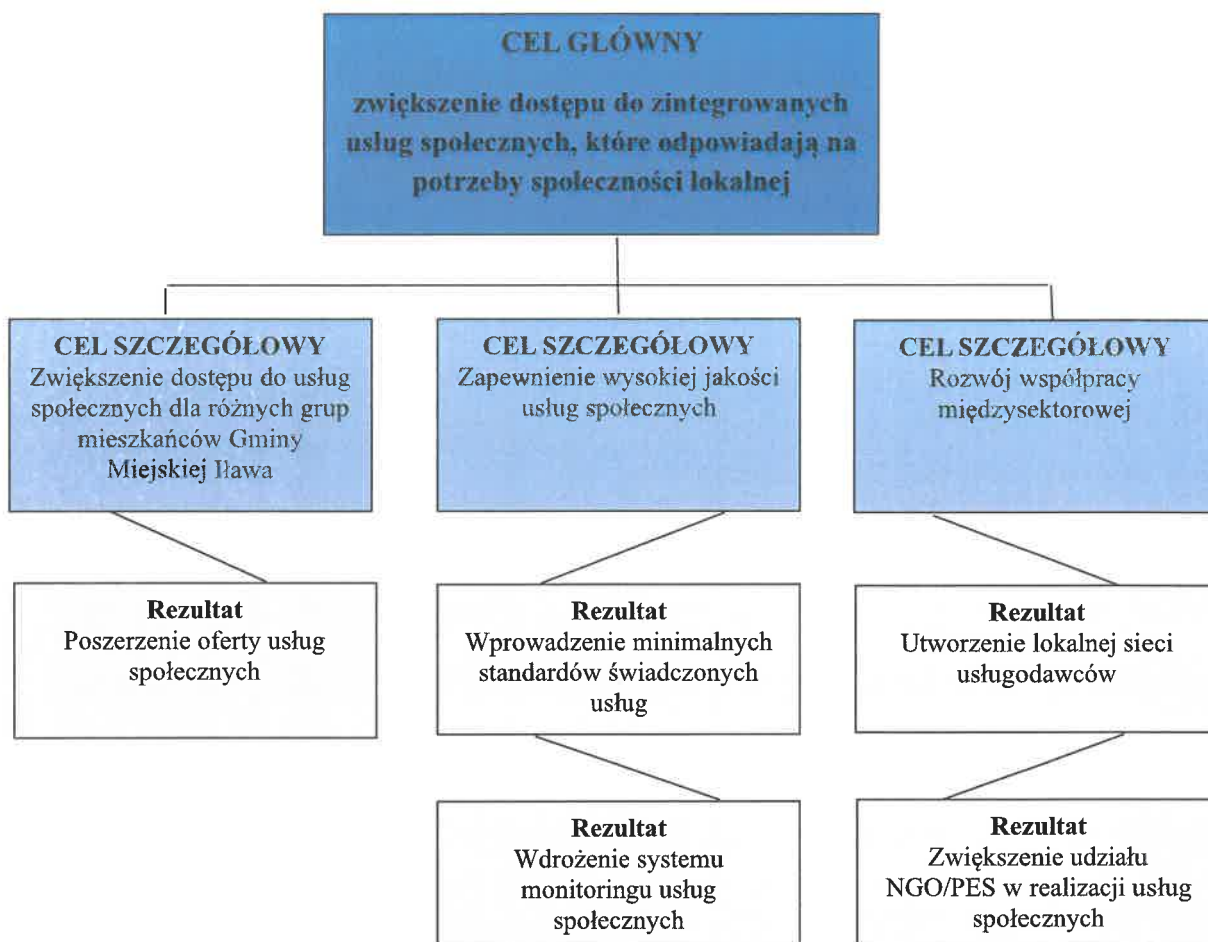 CEL GŁÓWNY
zwiększenie dostępu do zintegrowanych
usług społecznych, które odpowiadają na
potrzeby społeczności lokalnej
CEL SZCZEGÓŁOWY
Zwiększenie dostępu do usług
społecznych dla różnych grup
mieszkańców Gminy
Miejskiej Iława
CEL SZCZEGÓŁOWY
Zapewnienie wysokiej jakości
usług społecznych
CEL SZCZEGÓŁOWY
Rozwój współpracy
międzysektorowej
Rezultat
Poszerzenie oferty usług
społecznych
Rezultat
Wprowadzenie minimalnych
standardów świadczonych
usług
Rezultat
Utworzenie lokalnej sieci
usługodawców
Rezultat
Wdrożenie systemu
monitoringu usług
społecznych
Rezultat
Zwiększenie udziału
NGO/PES w realizacji usług
społecznych